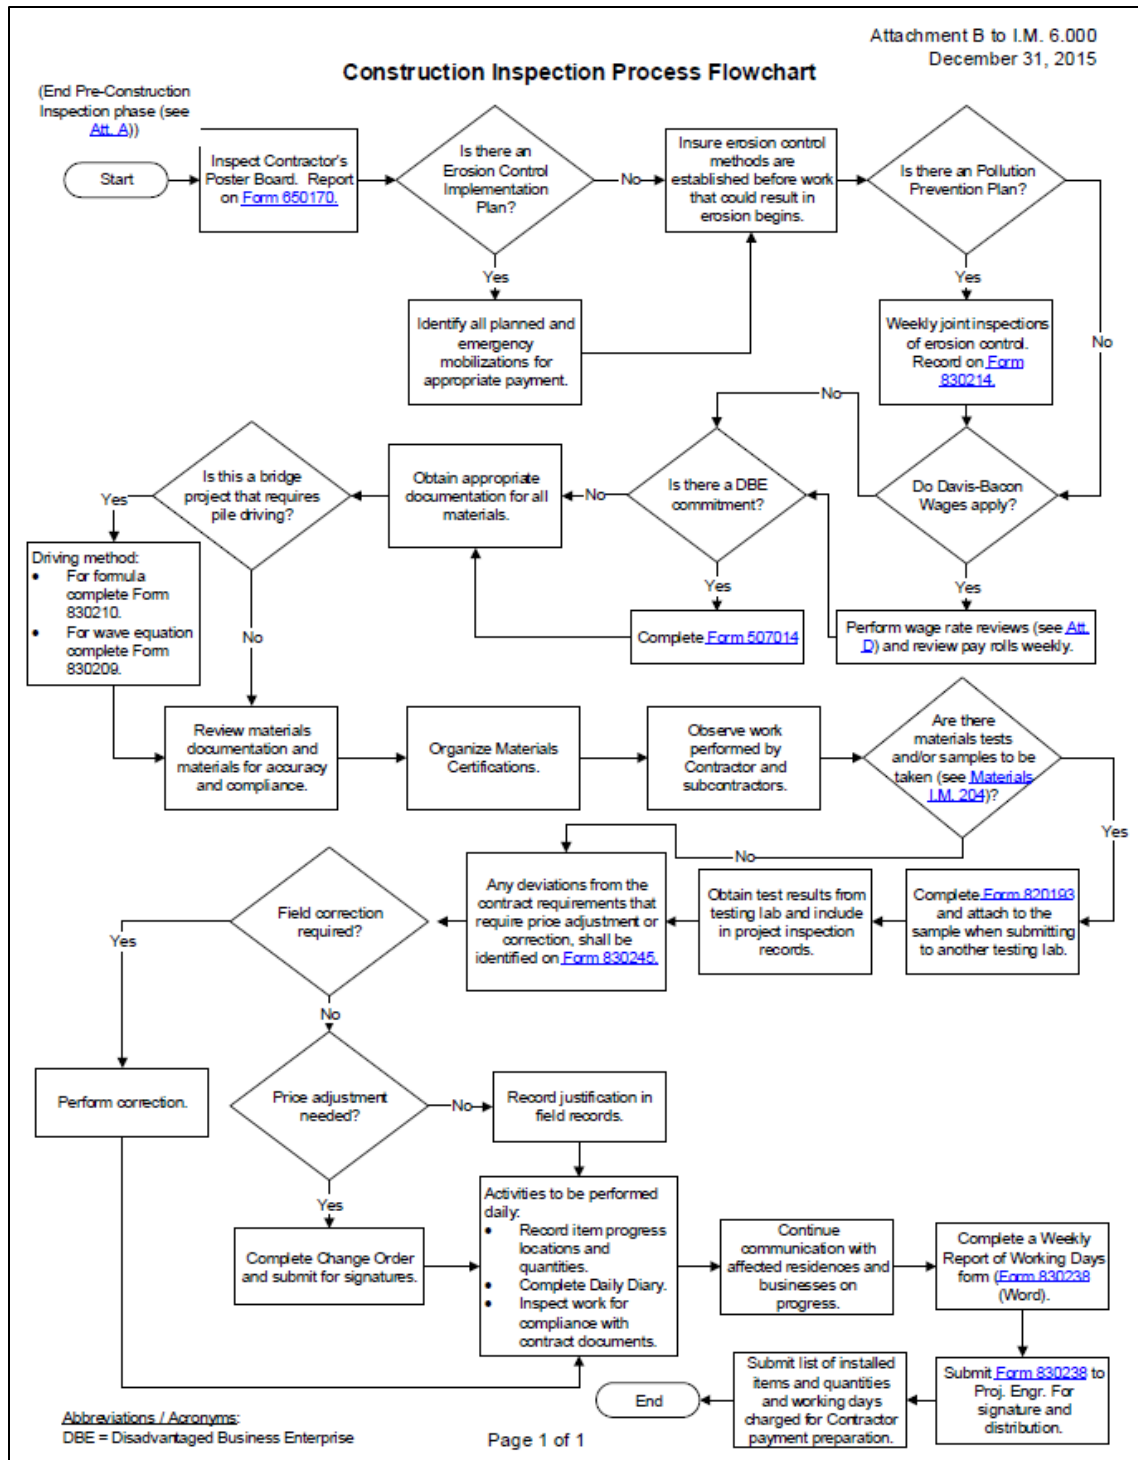 Attachment B to I.M. 6.000
December 31, 2015
Construction Inspection Process Flowchart
(End Pre-Construction
Inspection phase (see
Att. A))
Start
Inspect Contractor's
Poster Board. Report
on Form 650170.
Is there an
Erosion Control
Implementation
Plan?
No
Insure erosion control
methods are
established before work
that could result in
erosion begins.
Is there an Pollution
Prevention Plan?
Yes
Yes
No
Identify all planned and
emergency
mobilizations for
appropriate payment.
Weekly joint inspections
of erosion control.
Record on Form
830214.
No
Is this a bridge
project that requires
pile driving?
Yes
Obtain appropriate
documentation for all
materials.
No
Is there a DBE
commitment?
Do Davis-Bacon
Wages apply?
Yes
Yes
Driving method:
• For formula
complete Form
830210.
• For wave equation
complete Form
830209.
No
Complete Form 507014
Perform wage rate reviews (see Att.
D) and review pay rolls weekly.
Review materials
documentation and
materials for accuracy
and compliance.
Organize Materials
Certifications.
Observe work
performed by
Contractor and
subcontractors.
Are there
materials tests
and/or samples to be
taken (see Materials
I.M. 204)?
Yes
No
Field correction
required?
Yes
Any deviations from the
contract requirements that
require price adjustment or
correction, shall be
identified on Form 830245.
Obtain test results from
testing lab and include
in project inspection
records.
Complete Form 820193
and attach to the
sample when submitting
to another testing lab.
No
Perform correction.
Price adjustment
needed?
No
Record justification in
field records.
Yes
Complete Change Order
and submit for signatures.
Activities to be performed
daily:
• Record item progress
locations and
quantities.
• Complete Daily Diary.
• Inspect work for
compliance with
contract documents.
Continue
communication with
affected residences and
businesses on
progress.
Complete a Weekly
Report of Working Days
form (Form 830238
(Word).
End
Submit list of installed
items and quantities
and working days
charged for Contractor
payment preparation.
Submit Form 830238 to
Proj. Engr. For
signature and
distribution.
Abbreviations / Acronyms:
DBE = Disadvantaged Business Enterprise
Page 1 of 1